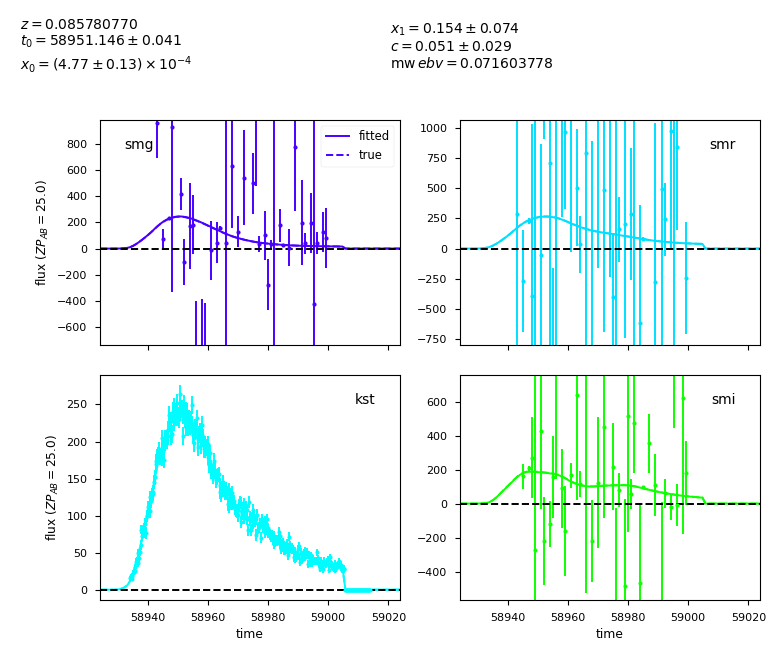 z = 0.085780770
t₀ = 58951.146 ± 0.041
x₀ = (4.77 ± 0.13) × 10⁻⁴
x₁ = 0.154 ± 0.074
c = 0.051 ± 0.029
mw ebv = 0.071603778
smg
fitted
true
800
600
400
200
0
−200
−400
−600
flux (ZP_AB = 25.0)
smr
1000
750
500
250
0
−250
−500
−750
kst
250
200
150
100
50
0
flux (ZP_AB = 25.0)
58940 58960 58980 59000 59020
time
smi
600
400
200
0
−200
−400
58940 58960 58980 59000 59020
time